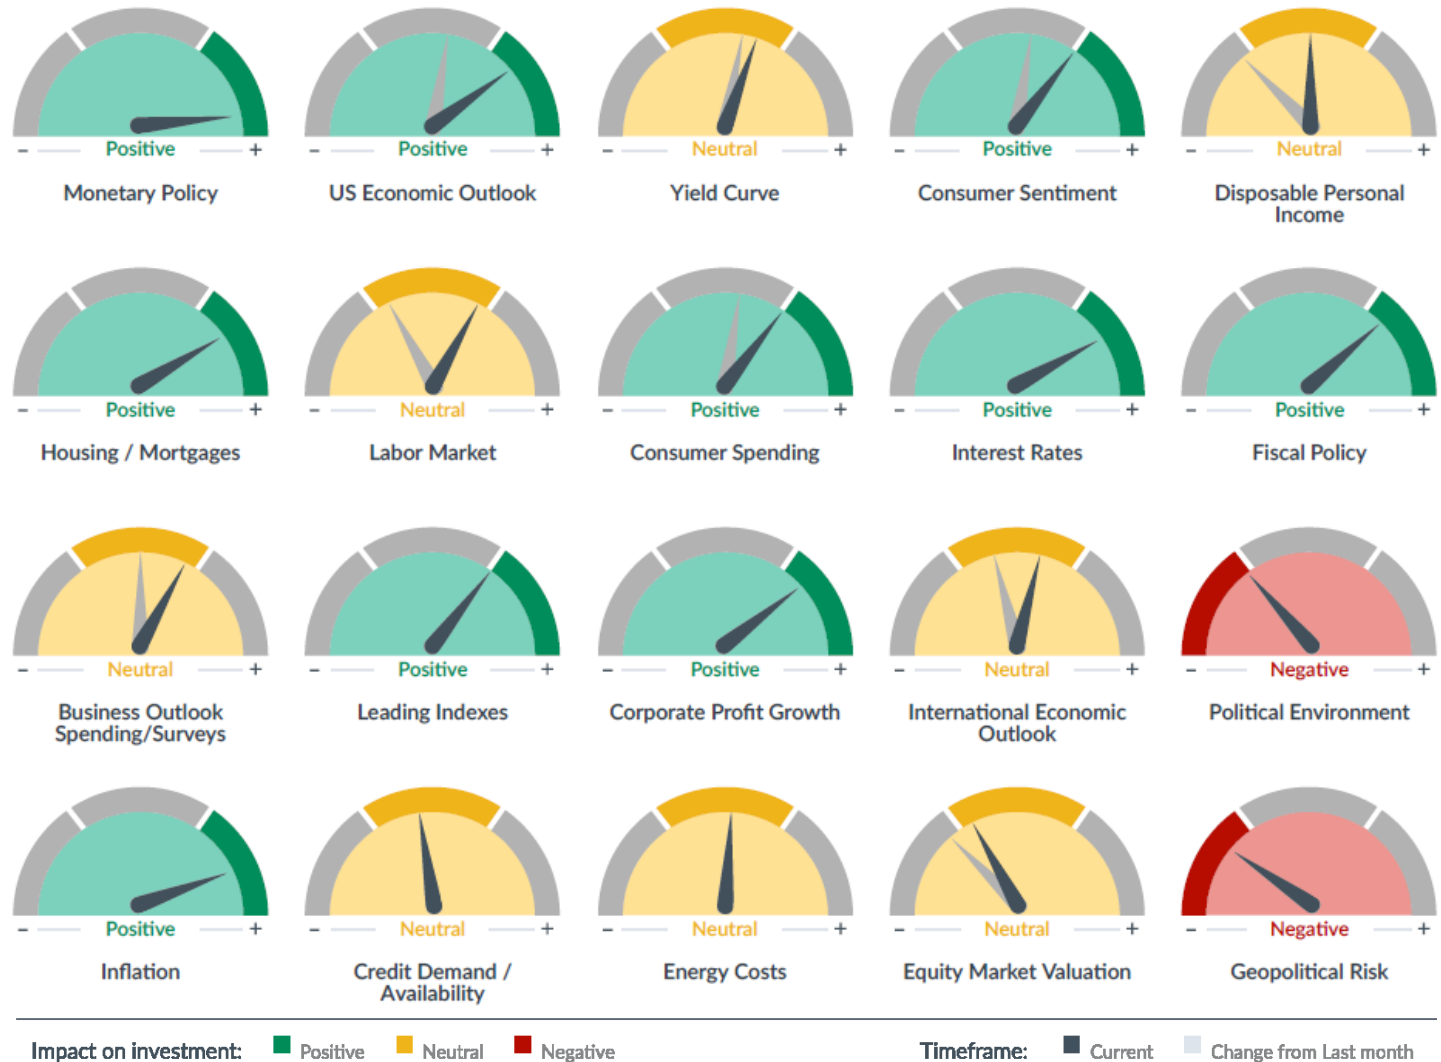 - Positive +
- Positive +
- Neutral +
- Positive +
- Neutral +
Monetary Policy
US Economic Outlook
Yield Curve
Consumer Sentiment
Disposable Personal
Income
- Positive +
- Neutral +
- Positive +
- Positive +
- Positive +
Housing / Mortgages
Labor Market
Consumer Spending
Interest Rates
Fiscal Policy
- Neutral +
- Positive +
- Positive +
- Neutral +
- Negative +
Business Outlook
Spending/Surveys
Leading Indexes
Corporate Profit Growth
International Economic
Outlook
Political Environment
- Positive +
- Neutral +
- Neutral +
- Neutral +
- Negative +
Inflation
Credit Demand /
Availability
Energy Costs
Equity Market Valuation
Geopolitical Risk
Impact on investment: Positive Neutral Negative
Timeframe: Current Change from Last month